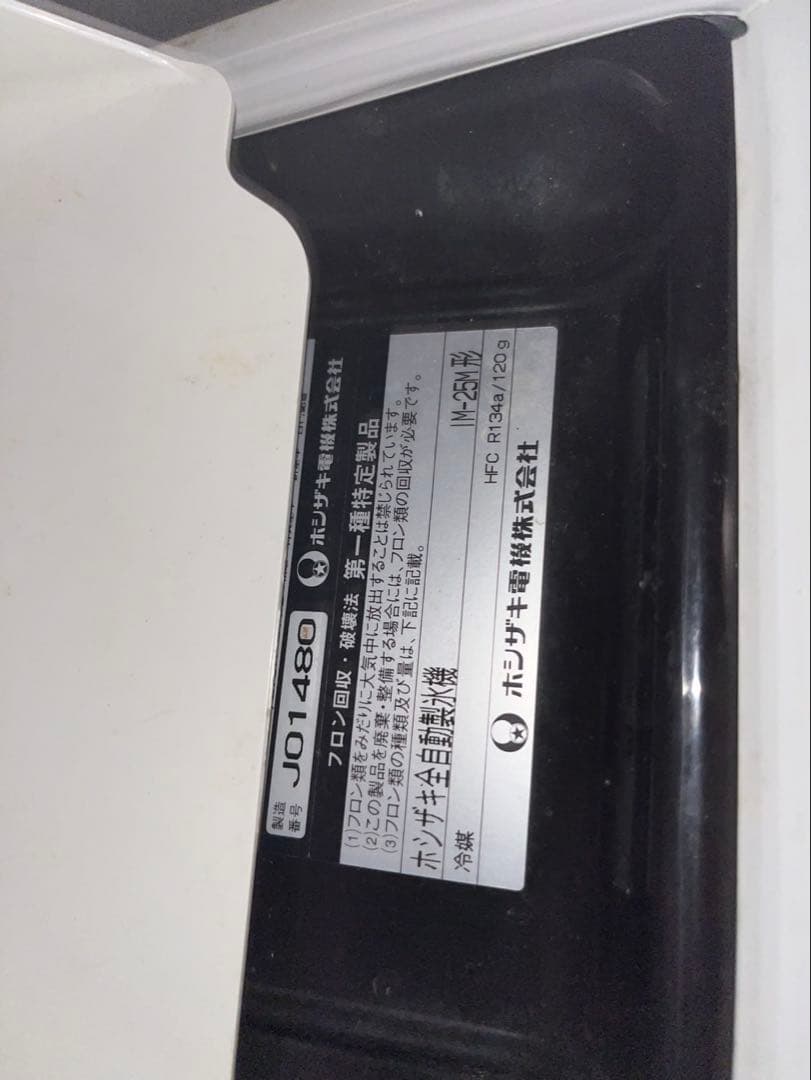 製造番号 J01480
ホシザキ電機株式会社
フロン回収・破壊法 第一種特定製品
(1)フロン類をみだりに大気中に放出することは禁じられています。
(2)この製品を廃棄・整備する場合には、フロン類の回収が必要です。
(3)フロン類の種類及び量は、下記に記載。
ホシザキ全自動製氷機 IM-25M形
冷媒 HFC R134a/120g
ホシザキ電機株式会社